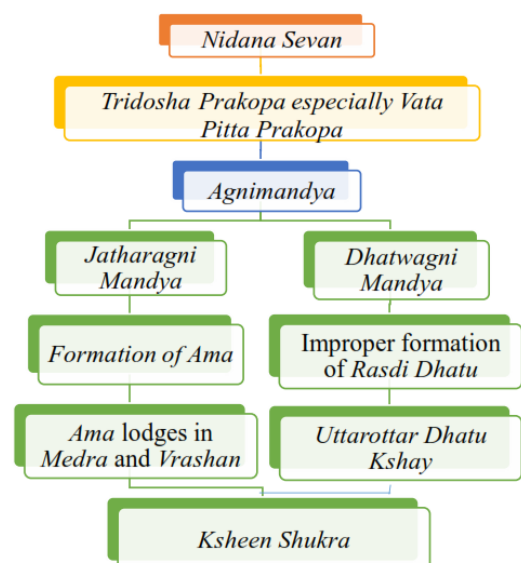 Nidana Sevan
Tridosha Prakopa especially Vata
Pitta Prakopa
Agnimandya
Jatharagni
Mandya
Dhatwagni
Mandya
Formation of Ama
Improper formation
of Rasdi Dhatu
Ama lodges in
Medra and Vrashan
Uttarottar Dhatu
Kshay
Ksheen Shukra